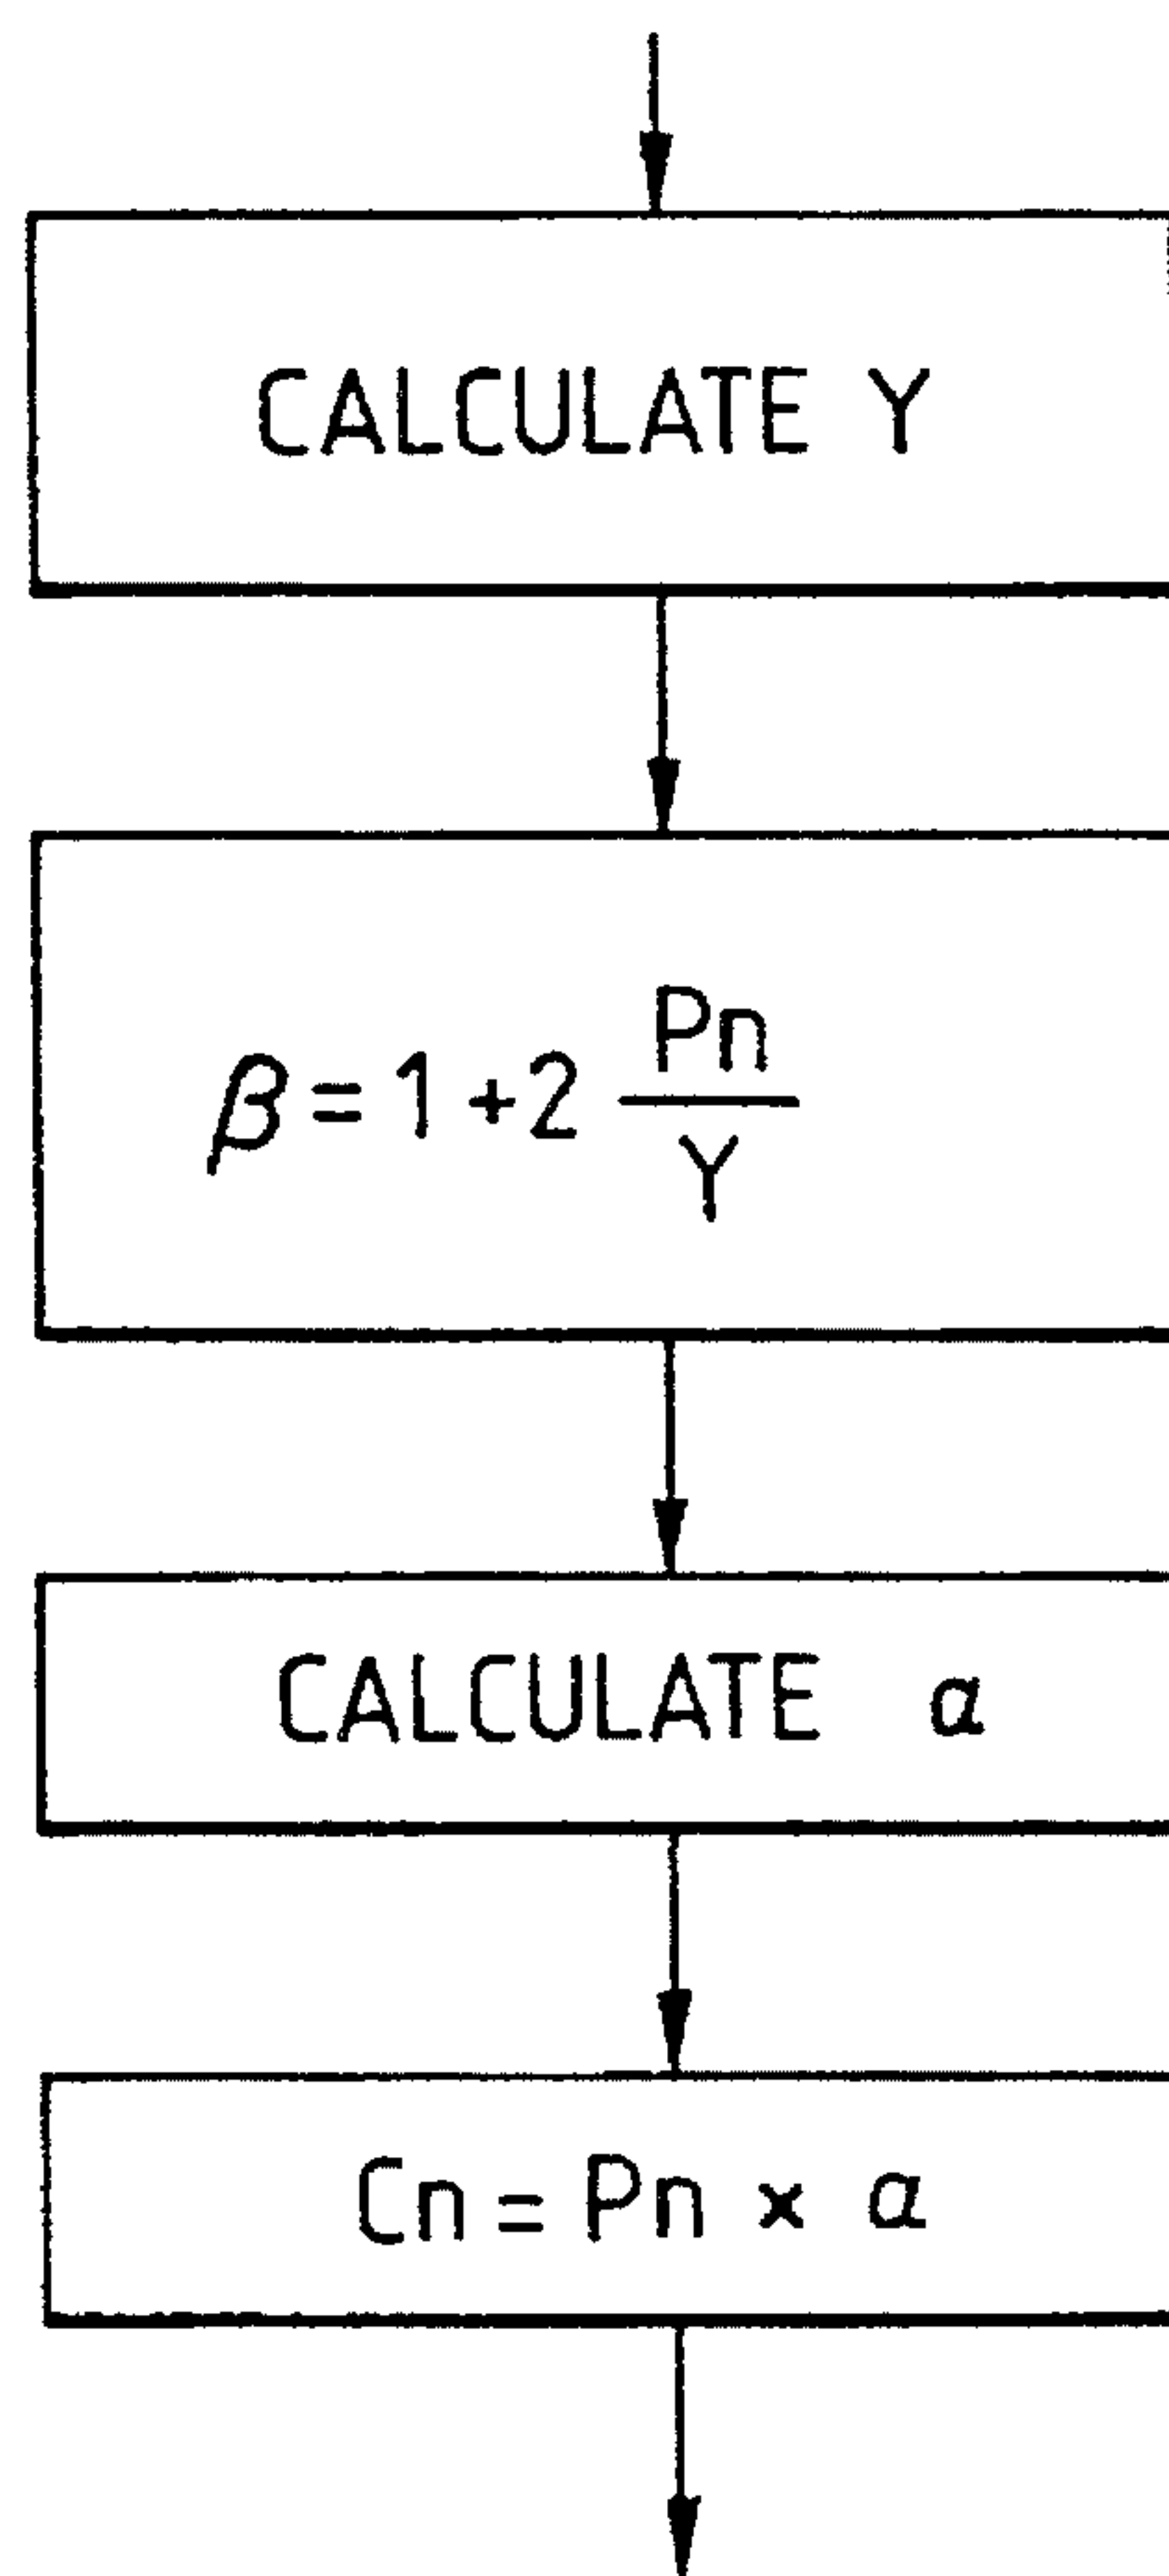 CALCULATE Y
β = 1 + 2 Pn/Y
CALCULATE α
Cn = Pn × α